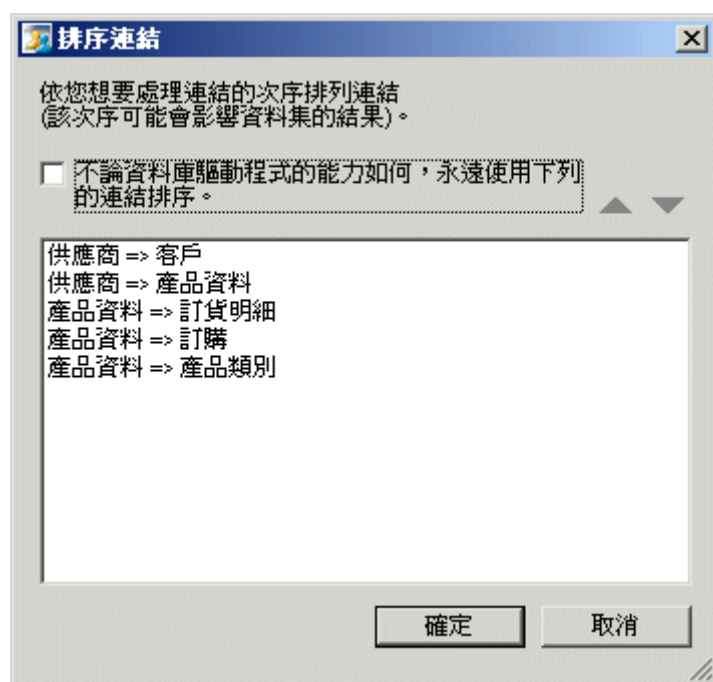 排序連結
依您想要處理連結的次序排列連結
(該次序可能會影響資料集的結果)。
不論資料庫驅動程式的能力如何，永遠使用下列
的連結排序。
供應商 => 客戶
供應商 => 產品資料
產品資料 => 訂貨明細
產品資料 => 訂購
產品資料 => 產品類別
確定
取消